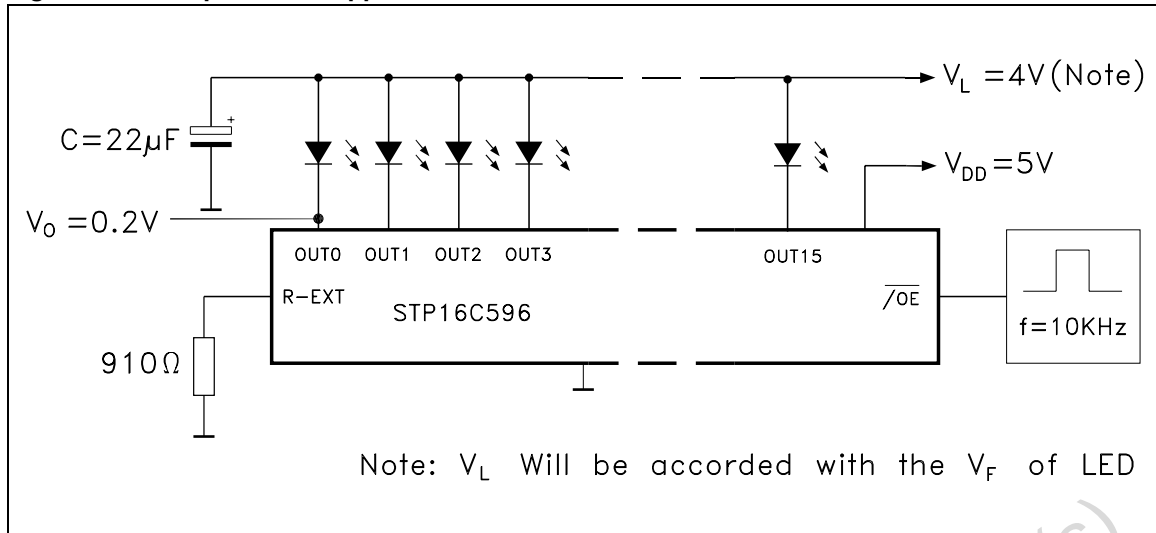 V_L =4V(Note)
C=22µF
+
V_DD=5V
V_O =0.2V
OUT0 OUT1 OUT2 OUT3 OUT15
R-EXT
STP16C596
/OE
f=10KHz
910Ω
Note: V_L Will be accorded with the V_F of LED